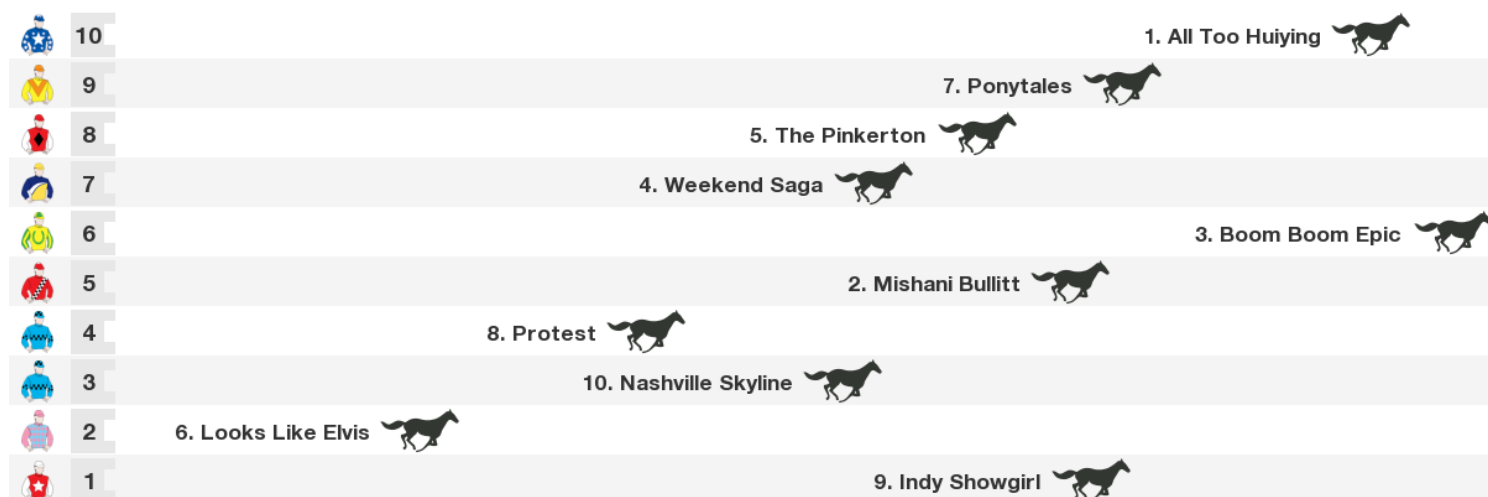 10 1. All Too Huiying
9 7. Ponytales
8 5. The Pinkerton
7 4. Weekend Saga
6 3. Boom Boom Epic
5 2. Mishani Bullitt
4 8. Protest
3 10. Nashville Skyline
2 6. Looks Like Elvis
1 9. Indy Showgirl